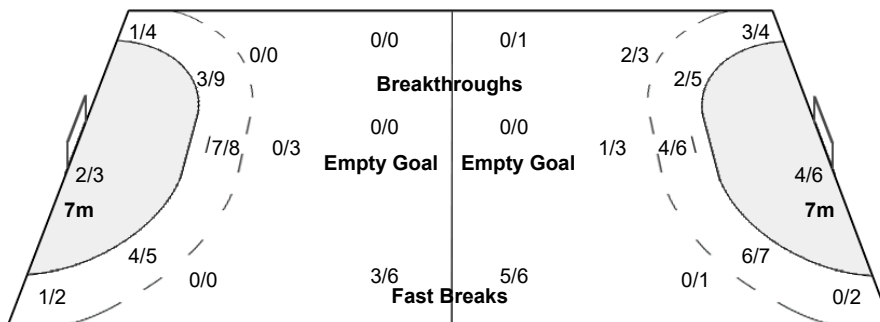 1/4 0/0 0/1 3/4
0/0 2/3
3/9 2/5
Breakthroughs
0/0 0/0
7/8 0/3 1/3 4/6
Empty Goal Empty Goal
2/3 4/6
7m 7m
4/5 6/7
0/0 3/6 5/6 0/1
1/2 Fast Breaks 0/2